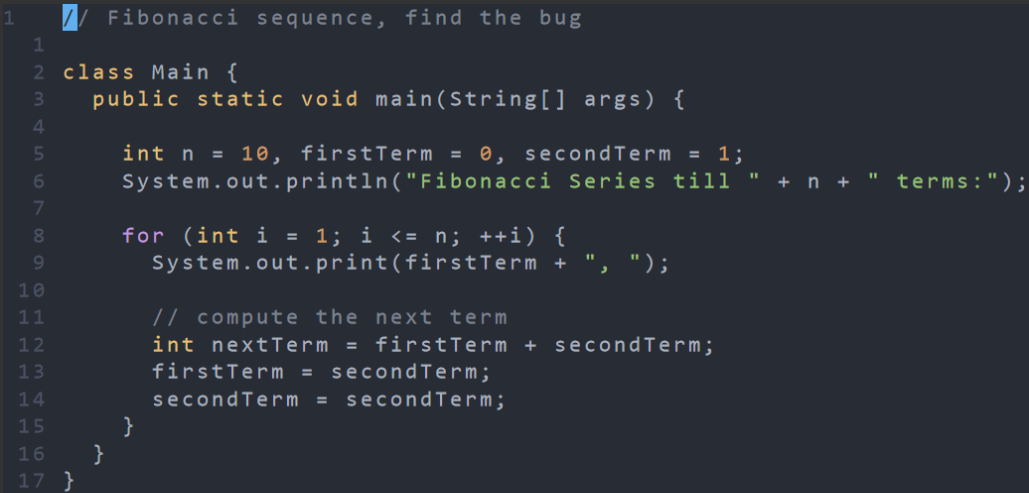 1 // Fibonacci sequence, find the bug
1
2 class Main {
3 public static void main(String[] args) {
4
5 int n = 10, firstTerm = 0, secondTerm = 1;
6 System.out.println("Fibonacci Series till " + n + " terms:");
7
8 for (int i = 1; i <= n; ++i) {
9 System.out.print(firstTerm + ", ");
10
11 // compute the next term
12 int nextTerm = firstTerm + secondTerm;
13 firstTerm = secondTerm;
14 secondTerm = secondTerm;
15 }
16 }
17 }